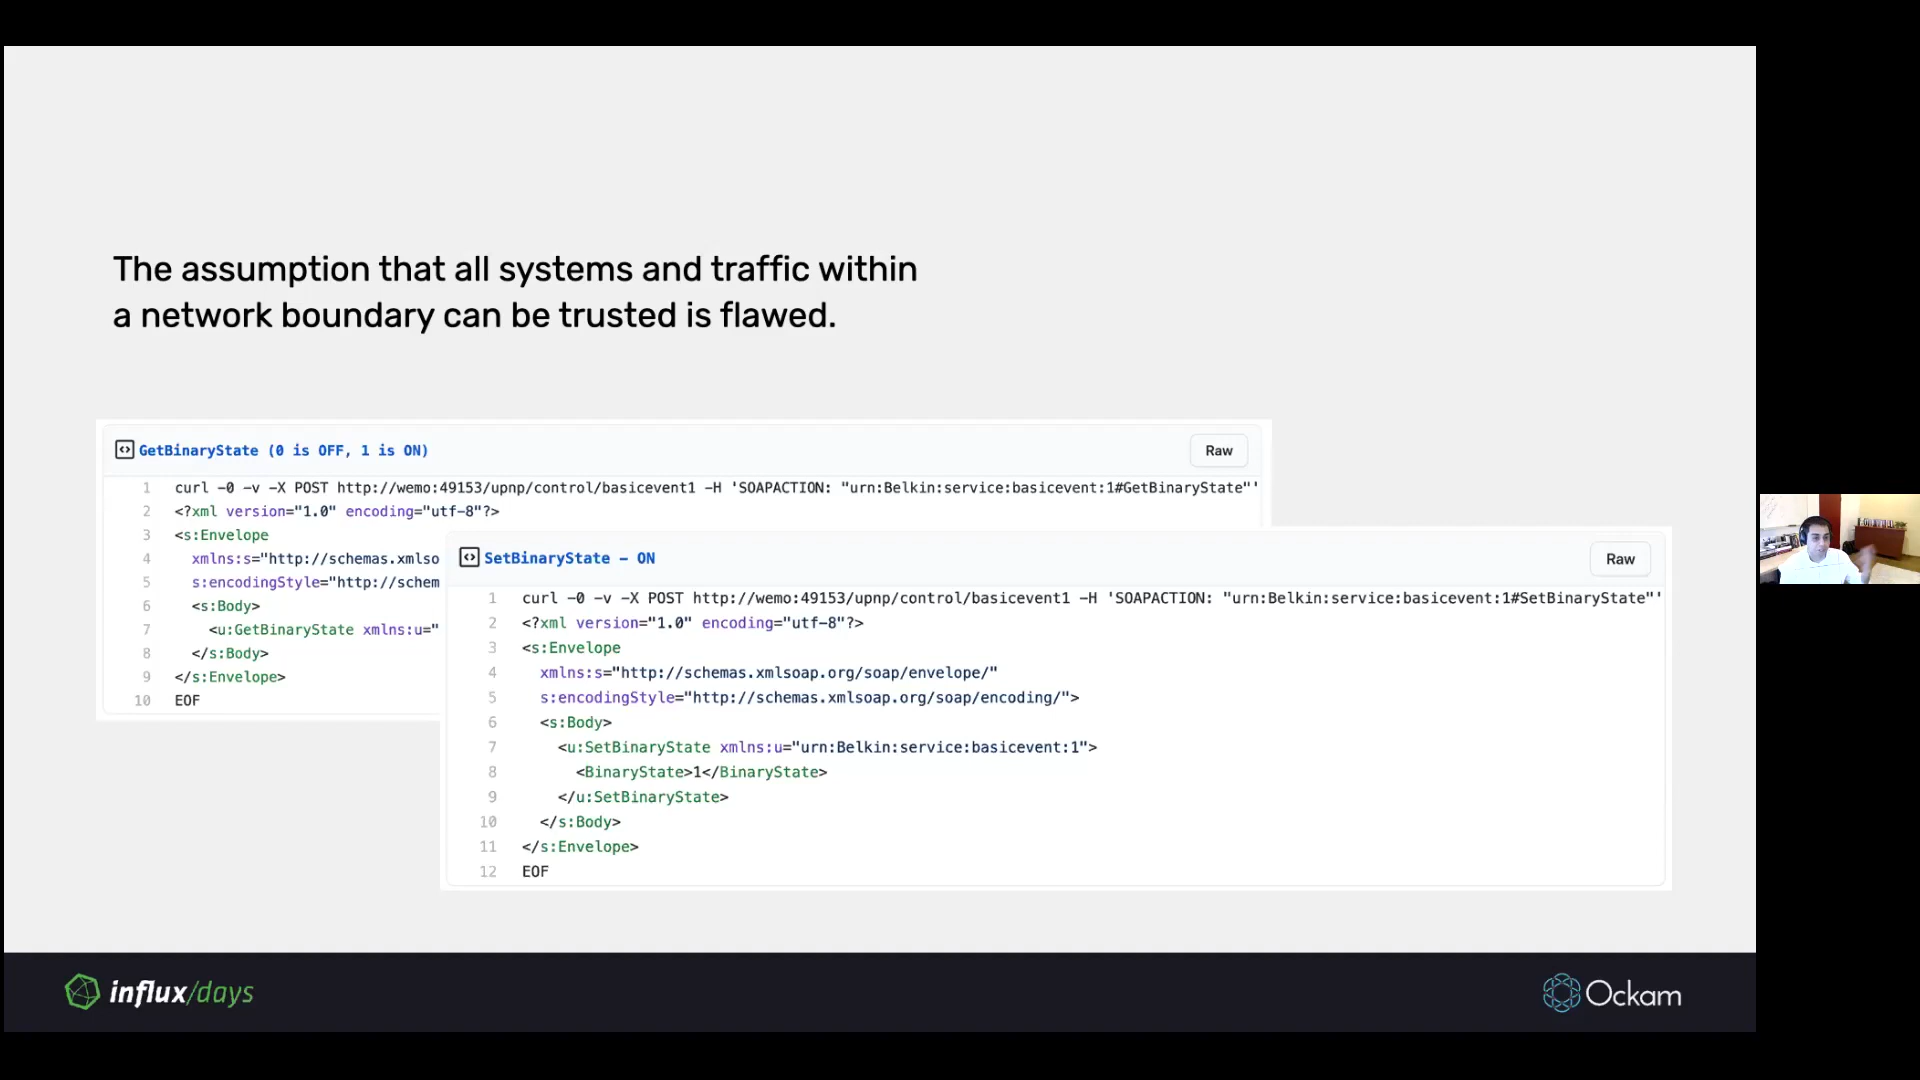 The assumption that all systems and traffic within
a network boundary can be trusted is flawed.
GetBinaryState (0 is OFF, 1 is ON)
Raw
1 curl -0 -v -X POST http://wemo:49153/upnp/control/basicevent1 -H 'SOAPACTION: "urn:Belkin:service:basicevent:1#GetBinaryState"'
2 <?xml version="1.0" encoding="utf-8"?>
3 <s:Envelope
4 xmlns:s="http://schemas.xmlso
5 s:encodingStyle="http://schem
6 <s:Body>
7 <u:GetBinaryState xmlns:u="
8 </s:Body>
9 </s:Envelope>
10 EOF
SetBinaryState - ON
Raw
1 curl -0 -v -X POST http://wemo:49153/upnp/control/basicevent1 -H 'SOAPACTION: "urn:Belkin:service:basicevent:1#SetBinaryState"'
2 <?xml version="1.0" encoding="utf-8"?>
3 <s:Envelope
4 xmlns:s="http://schemas.xmlsoap.org/soap/envelope/"
5 s:encodingStyle="http://schemas.xmlsoap.org/soap/encoding/">
6 <s:Body>
7 <u:SetBinaryState xmlns:u="urn:Belkin:service:basicevent:1">
8 <BinaryState>1</BinaryState>
9 </u:SetBinaryState>
10 </s:Body>
11 </s:Envelope>
12 EOF
influx/days
Ockam